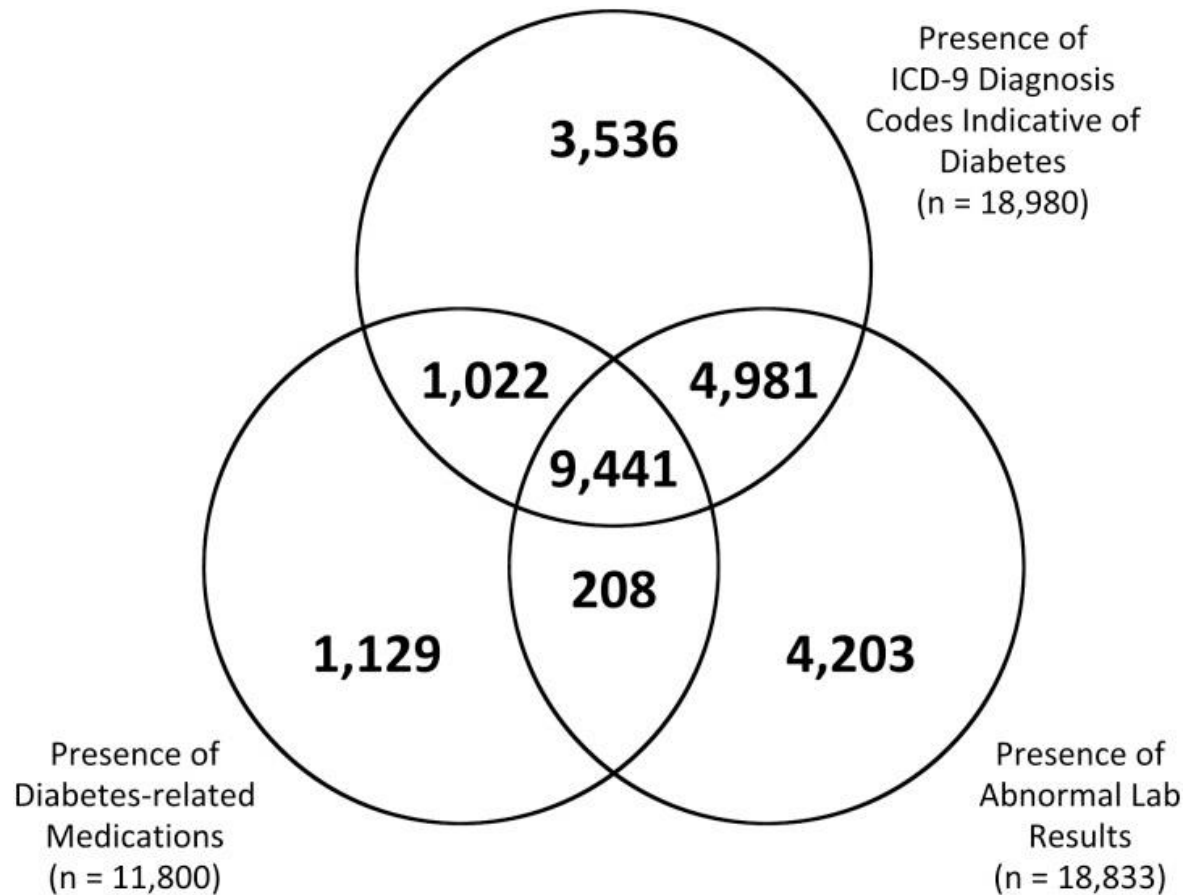 Presence of
ICD-9 Diagnosis
Codes Indicative of
Diabetes
(n = 18,980)
3,536
1,022
4,981
9,441
208
1,129
4,203
Presence of
Diabetes-related
Medications
(n = 11,800)
Presence of
Abnormal Lab
Results
(n = 18,833)